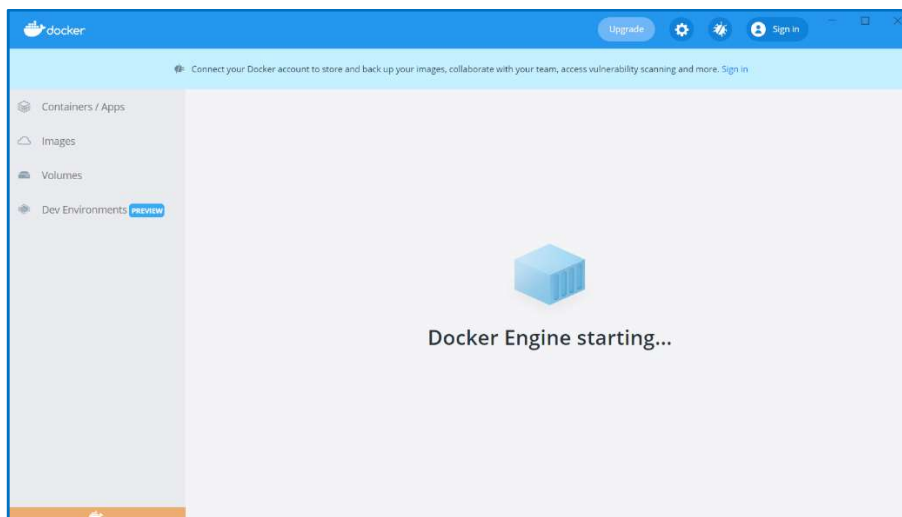 docker
Upgrade
Sign in
Connect your Docker account to store and back up your images, collaborate with your team, access vulnerability scanning and more. Sign in
Containers / Apps
Images
Volumes
Dev Environments PREVIEW
Docker Engine starting...